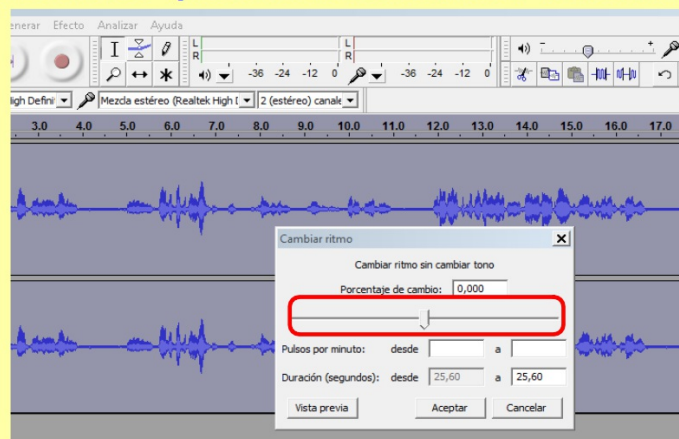 enerar Efecto Analizar Ayuda
L
R
-36 -24 -12 0
L
R
-36 -24 -12 0
- +
igh Defini Mezcla estéreo (Realtek High [ 2 (estéreo) canale
3.0 4.0 5.0 6.0 7.0 8.0 9.0 10.0 11.0 12.0 13.0 14.0 15.0 16.0 17.0
Cambiar ritmo X
Cambiar ritmo sin cambiar tono
Porcentaje de cambio: 0,000
Pulsos por minuto: desde a
Duración (segundos): desde 25,60 a 25,60
Vista previa Aceptar Cancelar